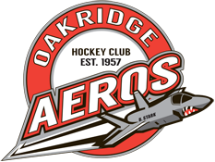 OAKRIDGE
HOCKEY CLUB
EST. 1957
AEROS